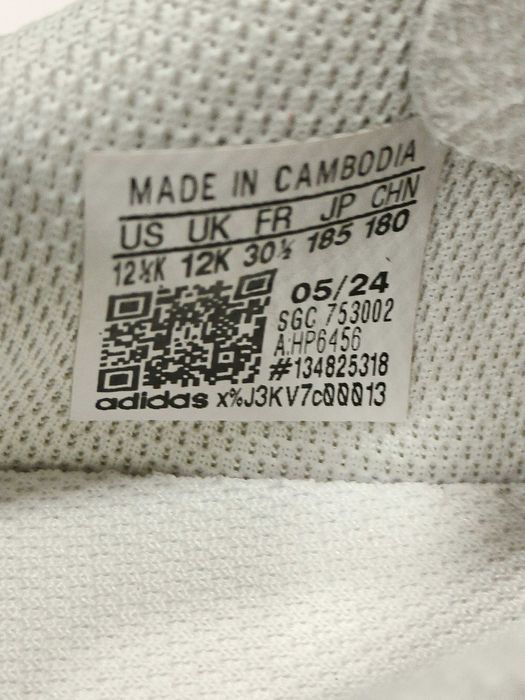 MADE IN CAMBODIA
US UK FR JP CHN
12½K 12K 30½ 185 180
05/24
SGC 753002
A:HP6456
#134825318
adidas x%J3KV7c00013